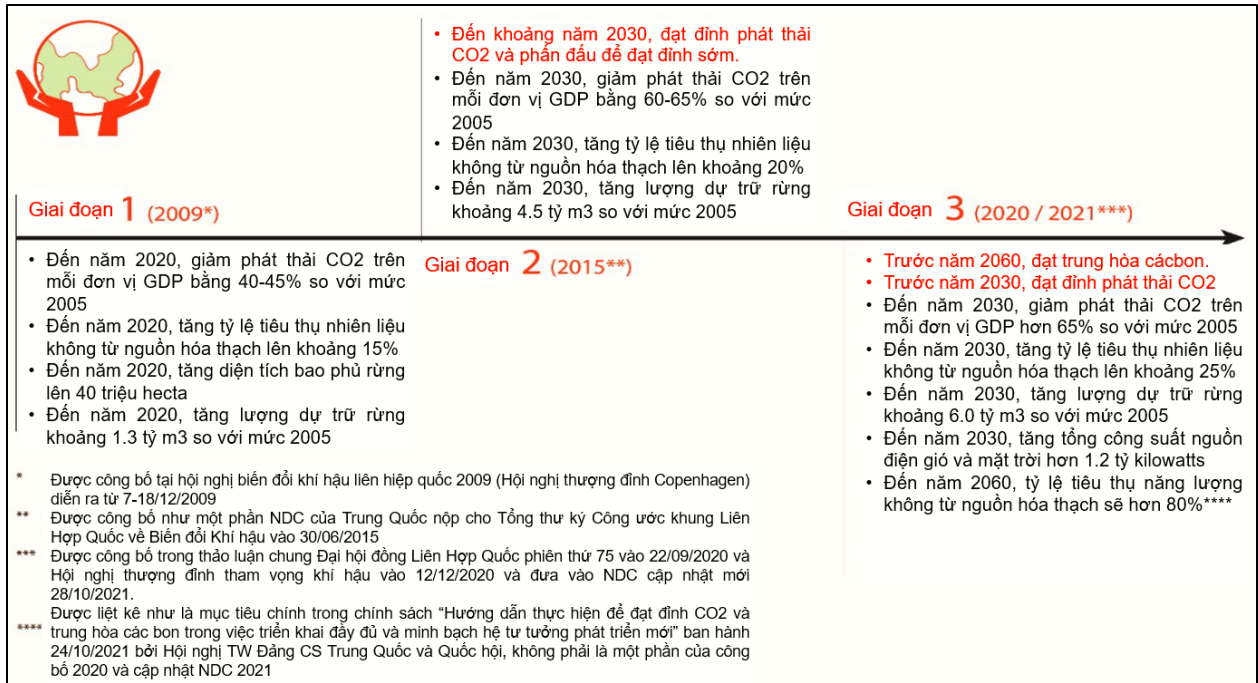 Giai đoạn 1 (2009*)
• Đến năm 2020, giảm phát thải CO2 trên
mỗi đơn vị GDP bằng 40-45% so với mức
2005
• Đến năm 2020, tăng tỷ lệ tiêu thụ nhiên liệu
không từ nguồn hóa thạch lên khoảng 15%
• Đến năm 2020, tăng diện tích bao phủ rừng
lên 40 triệu hecta
• Đến năm 2020, tăng lượng dự trữ rừng
khoảng 1.3 tỷ m3 so với mức 2005
• Đến khoảng năm 2030, đạt đỉnh phát thải
CO2 và phấn đấu để đạt đỉnh sớm.
• Đến năm 2030, giảm phát thải CO2 trên
mỗi đơn vị GDP bằng 60-65% so với mức
2005
• Đến năm 2030, tăng tỷ lệ tiêu thụ nhiên liệu
không từ nguồn hóa thạch lên khoảng 20%
• Đến năm 2030, tăng lượng dự trữ rừng
khoảng 4.5 tỷ m3 so với mức 2005
Giai đoạn 2 (2015**)
Giai đoạn 3 (2020 / 2021***)
• Trước năm 2060, đạt trung hòa cácbon.
• Trước năm 2030, đạt đỉnh phát thải CO2
• Đến năm 2030, giảm phát thải CO2 trên
mỗi đơn vị GDP hơn 65% so với mức 2005
• Đến năm 2030, tăng tỷ lệ tiêu thụ nhiên liệu
không từ nguồn hóa thạch lên khoảng 25%
• Đến năm 2030, tăng lượng dự trữ rừng
khoảng 6.0 tỷ m3 so với mức 2005
• Đến năm 2030, tăng tổng công suất nguồn
điện gió và mặt trời hơn 1.2 tỷ kilowatts
• Đến năm 2060, tỷ lệ tiêu thụ năng lượng
không từ nguồn hóa thạch sẽ hơn 80%****
* Được công bố tại hội nghị biến đổi khí hậu liên hiệp quốc 2009 (Hội nghị thượng đỉnh Copenhagen)
diễn ra từ 7-18/12/2009
** Được công bố như một phần NDC của Trung Quốc nộp cho Tổng thư ký Công ước khung Liên
Hợp Quốc về Biến đổi Khí hậu vào 30/06/2015
*** Được công bố trong thảo luận chung Đại hội đồng Liên Hợp Quốc phiên thứ 75 vào 22/09/2020 và
Hội nghị thượng đỉnh tham vọng khí hậu vào 12/12/2020 và đưa vào NDC cập nhật mới
28/10/2021.
Được liệt kê như là mục tiêu chính trong chính sách “Hướng dẫn thực hiện để đạt đỉnh CO2 và
**** trung hòa các bon trong việc triển khai đầy đủ và minh bạch hệ tư tưởng phát triển mới” ban hành
24/10/2021 bởi Hội nghị TW Đảng CS Trung Quốc và Quốc hội, không phải là một phần của công
bố 2020 và cập nhật NDC 2021